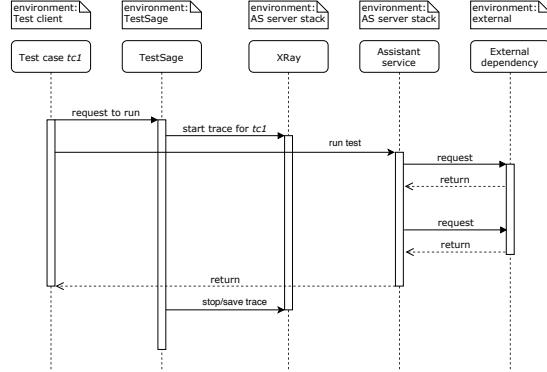 environment:
Test client
environment:
TestSage
environment:
AS server stack
environment:
AS server stack
environment:
external
Test case tc1
TestSage
XRay
Assistant
service
External
dependency
request to run
start trace for tc1
run test
request
return
request
return
return
stop/save trace